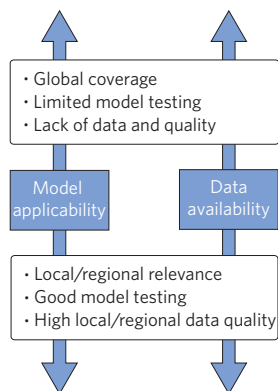 · Global coverage
· Limited model testing
· Lack of data and quality
Model
applicability
Data
availability
· Local/regional relevance
· Good model testing
· High local/regional data quality